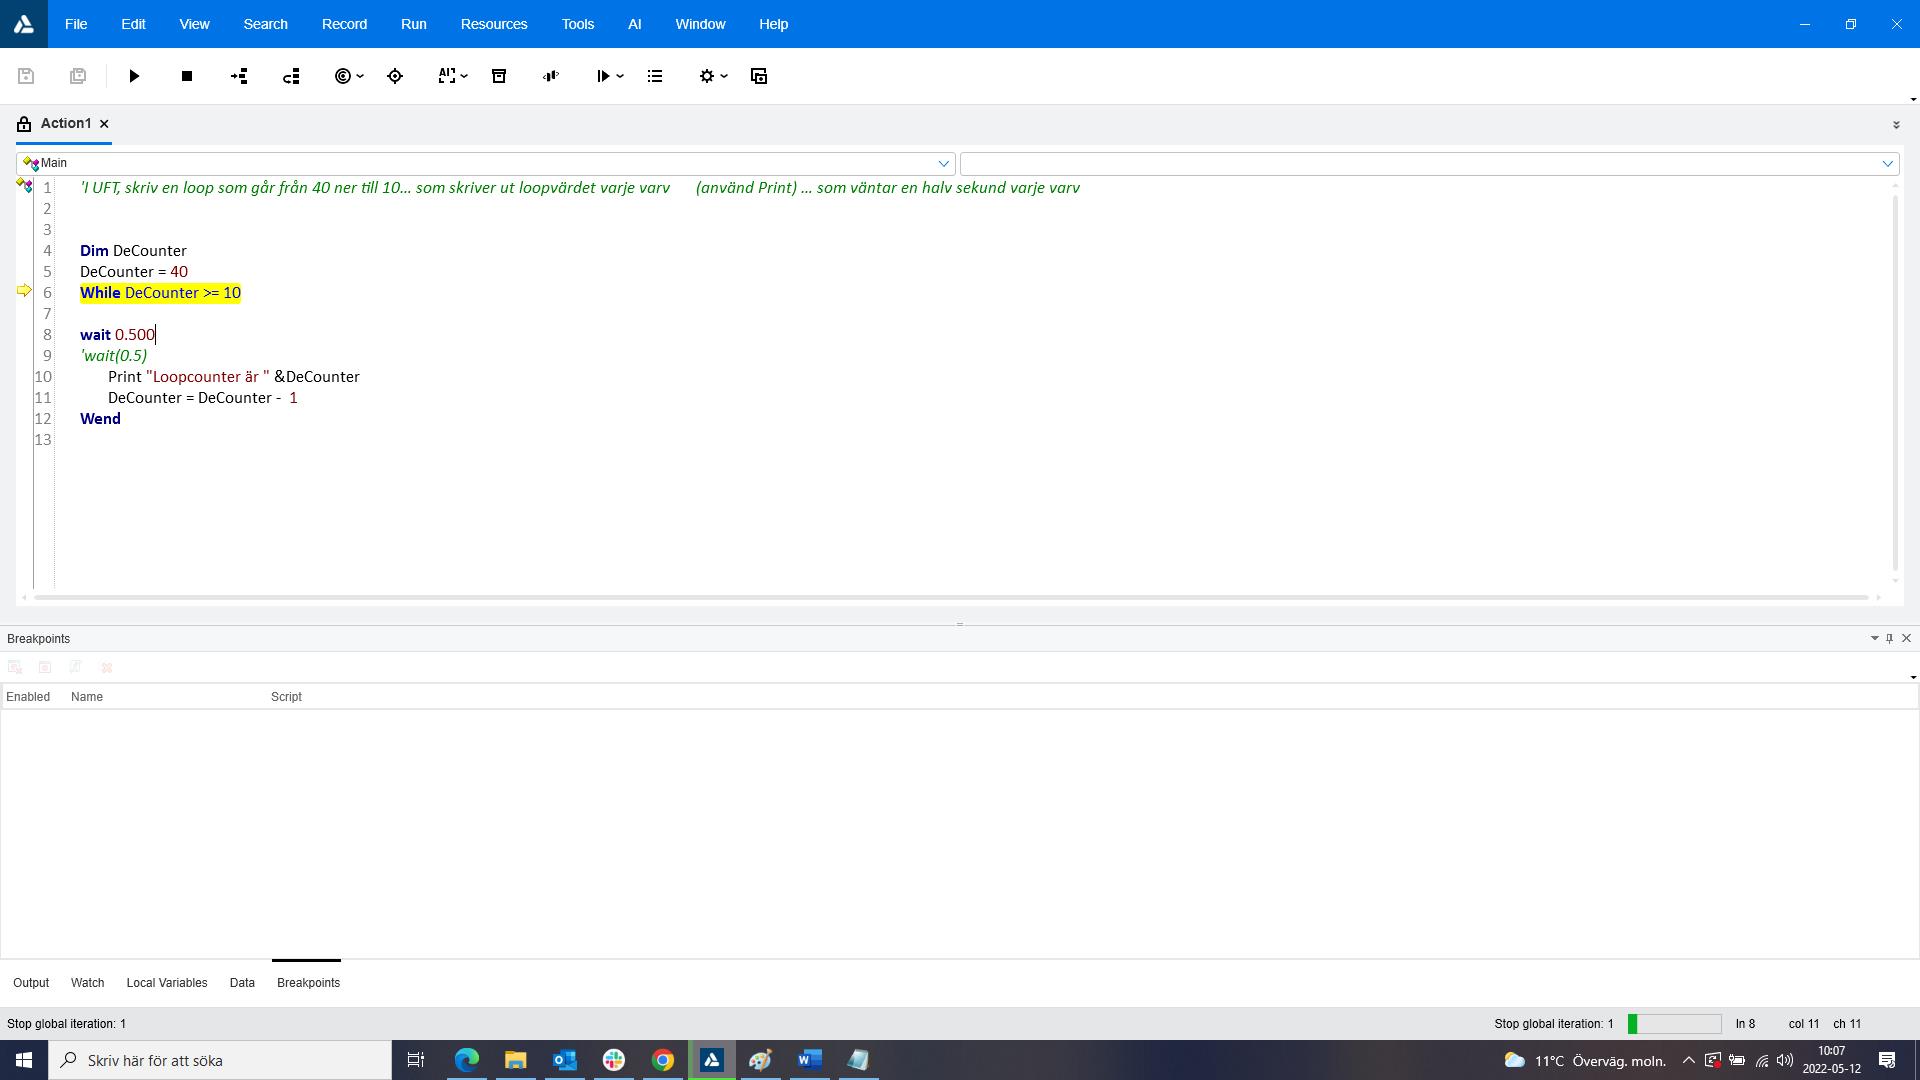 File Edit View Search Record Run Resources Tools AI Window Help
AI
Action1
Main
1 'I UFT, skriv en loop som går från 40 ner till 10... som skriver ut loopvärdet varje varv (använd Print) ... som väntar en halv sekund varje varv
2
3
4 Dim DeCounter
5 DeCounter = 40
6 While DeCounter >= 10
7
8 wait 0.500
9 'wait(0.5)
10 Print "Loopcounter är " &DeCounter
11 DeCounter = DeCounter - 1
12 Wend
13
Breakpoints
Enabled Name Script
Output Watch Local Variables Data Breakpoints
Stop global iteration: 1 Stop global iteration: 1 ln 8 col 11 ch 11
Skriv här för att söka 11°C Överväg. moln. 10:07
2022-05-12